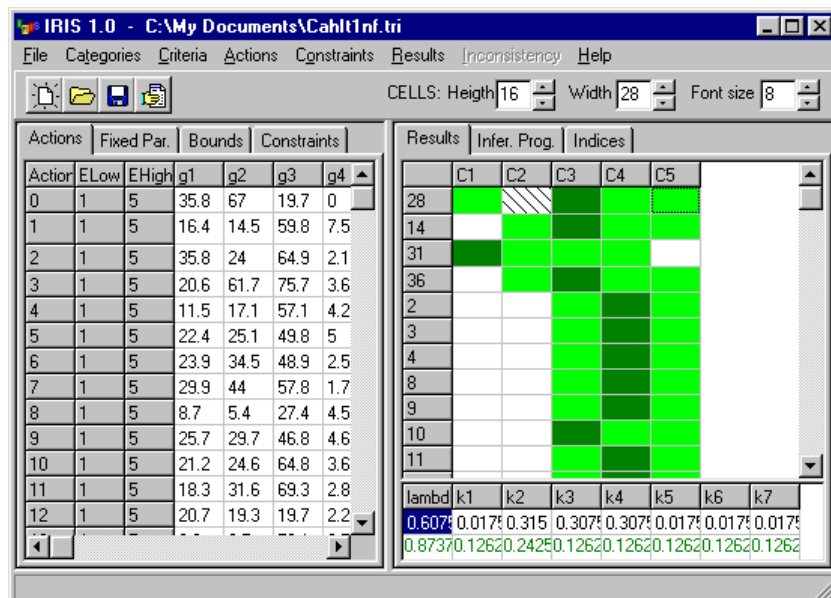 IRIS 1.0 - C:\My Documents\Cahlt1nf.tri
File Categories Criteria Actions Constraints Results Inconsistency Help
CELLS: Heigth 16 Width 28 Font size 8
Actions Fixed Par. Bounds Constraints
Action ELow EHigh g1 g2 g3 g4
0 1 5 35.8 67 19.7 0
1 1 5 16.4 14.5 59.8 7.5
2 1 5 35.8 24 64.9 2.1
3 1 5 20.6 61.7 75.7 3.6
4 1 5 11.5 17.1 57.1 4.2
5 1 5 22.4 25.1 49.8 5
6 1 5 23.9 34.5 48.9 2.5
7 1 5 29.9 44 57.8 1.7
8 1 5 8.7 5.4 27.4 4.5
9 1 5 25.7 29.7 46.8 4.6
10 1 5 21.2 24.6 64.8 3.6
11 1 5 18.3 31.6 69.3 2.8
12 1 5 20.7 19.3 19.7 2.2
Results Infer. Prog. Indices
C1 C2 C3 C4 C5
28
14
31
36
2
3
4
8
9
10
11
lambd k1 k2 k3 k4 k5 k6 k7
0.6075 0.0175 0.315 0.3075 0.3075 0.0175 0.0175 0.0175
0.8737 0.1262 0.2425 0.1262 0.1262 0.1262 0.1262 0.1262